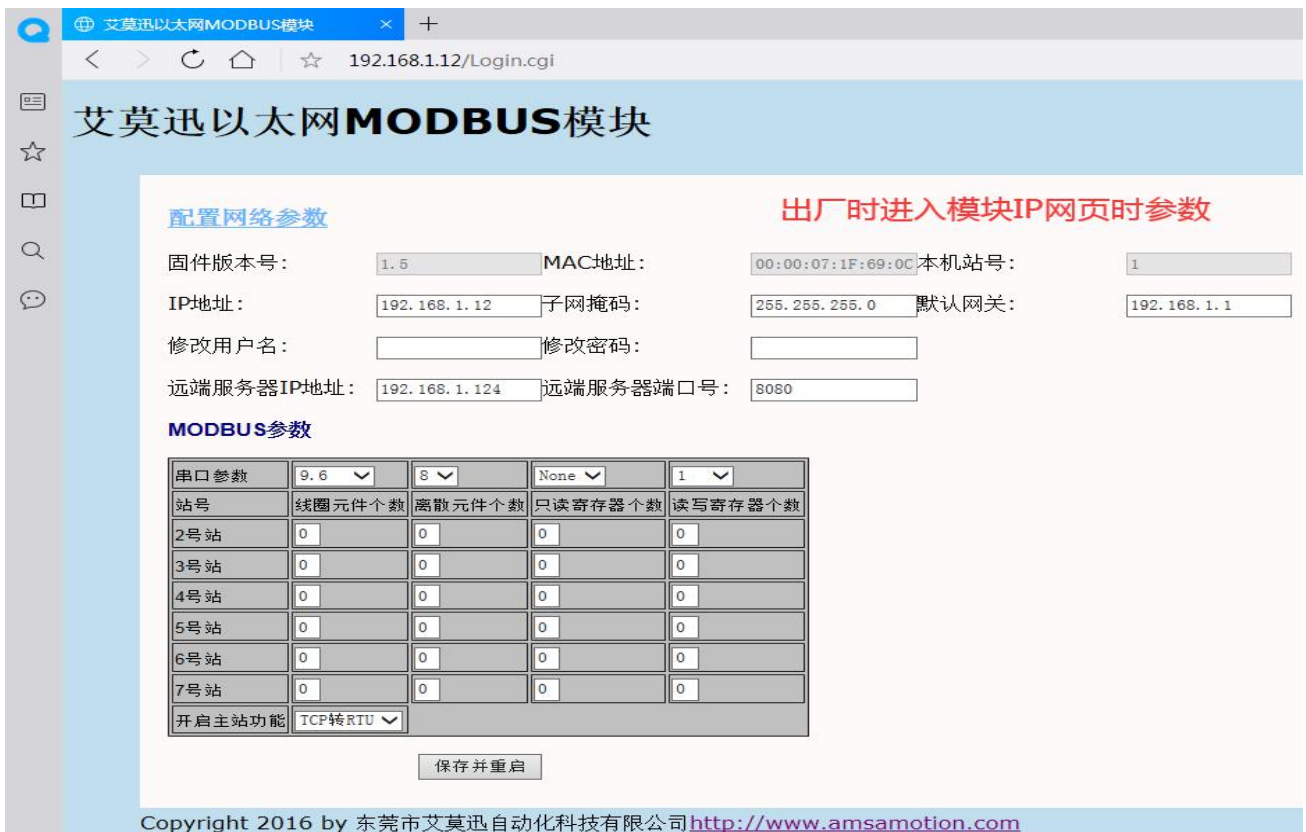 艾莫迅以太网MODBUS模块
192.168.1.12/Login.cgi
艾莫迅以太网MODBUS模块
配置网络参数 出厂时进入模块IP网页时参数
固件版本号: 1.5 MAC地址: 00:00:07:1F:69:0C 本机站号: 1
IP地址: 192.168.1.12 子网掩码: 255.255.255.0 默认网关: 192.168.1.1
修改用户名: 修改密码:
远端服务器IP地址: 192.168.1.124 远端服务器端口号: 8080
MODBUS参数
串口参数 9.6 8 None 1
站号 线圈元件个数 离散元件个数 只读寄存器个数 读写寄存器个数
2号站 0 0 0 0
3号站 0 0 0 0
4号站 0 0 0 0
5号站 0 0 0 0
6号站 0 0 0 0
7号站 0 0 0 0
开启主站功能 TCP转RTU
保存并重启
Copyright 2016 by 东莞市艾莫迅自动化科技有限公司http://www.amsamotion.com